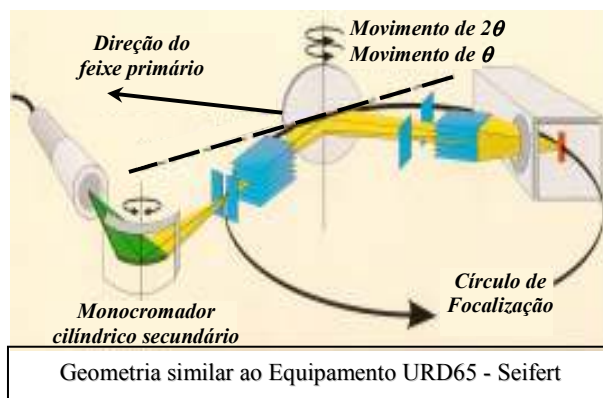 Direção do
feixe primário
Movimento de 2θ
Movimento de θ
Círculo de
Focalização
Monocromador
cilíndrico secundário
Geometria similar ao Equipamento URD65 - Seifert